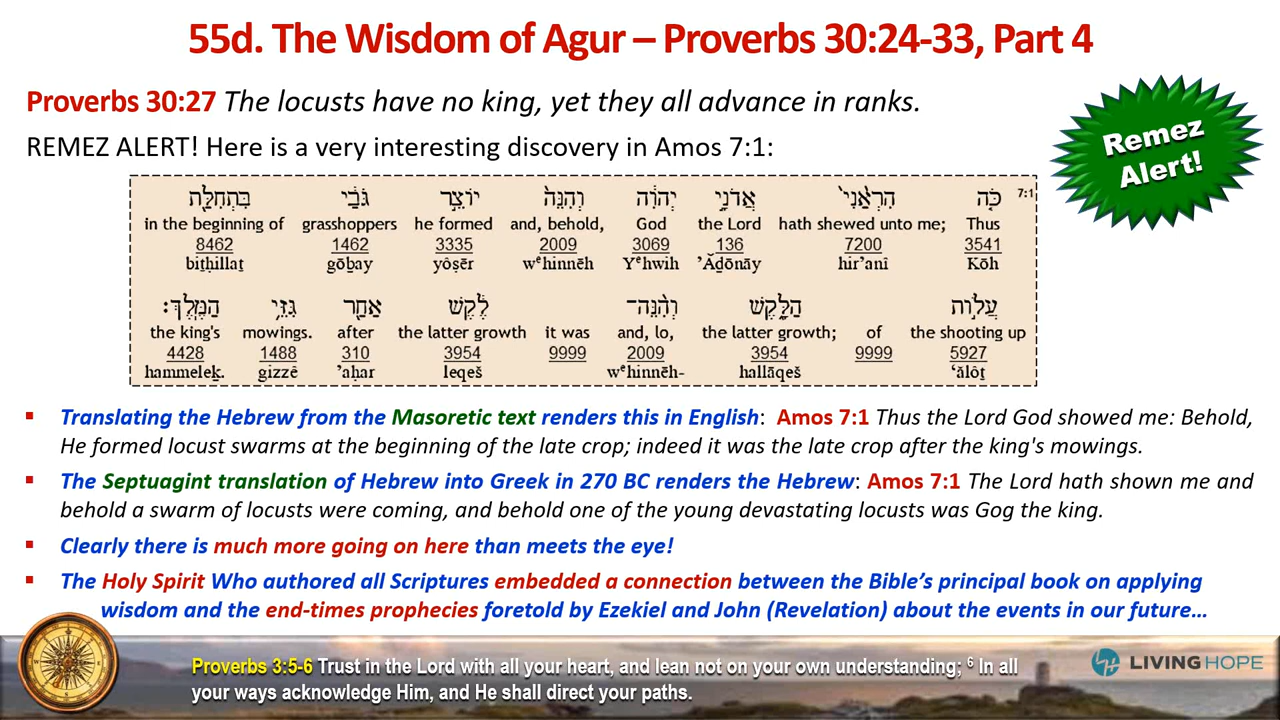 55d. The Wisdom of Agur – Proverbs 30:24-33, Part 4
Proverbs 30:27 The locusts have no king, yet they all advance in ranks.
REMEZ ALERT! Here is a very interesting discovery in Amos 7:1:
Remez
Alert!
7:1 כֹּ֤ה הִרְאַ֙נִי֙ אֲדֹנָ֣י יְהֹוִ֔ה וְהִנֵּה֙ יוֹצֵ֣ר גֹּבַ֔י בִּתְחִלַּ֖ת
in the beginning of grasshoppers he formed and, behold, God the Lord hath shewed unto me; Thus
8462 1462 3335 2009 3069 136 7200 3541
biṯḥillaṯ gōḇay yôṣēr wᵉhinnēh Yᵉhwih ’Ăḏōnāy hir’anî Kōh
עֲל֣וֹת הַלָּ֑קֶשׁ וְהִ֨נֵּה־ לֶ֔קֶשׁ אַחַ֖ר גִּזֵּ֥י הַמֶּֽלֶךְ׃
the king's mowings. after the latter growth it was and, lo, the latter growth; of the shooting up
4428 1488 310 3954 9999 2009 3954 9999 5927
hammeleḵ. gizzê ’aḥar leqeš wᵉhinnēh- hallāqeš ‘ălôṯ
▪ Translating the Hebrew from the Masoretic text renders this in English: Amos 7:1 Thus the Lord God showed me: Behold,
He formed locust swarms at the beginning of the late crop; indeed it was the late crop after the king's mowings.
▪ The Septuagint translation of Hebrew into Greek in 270 BC renders the Hebrew: Amos 7:1 The Lord hath shown me and
behold a swarm of locusts were coming, and behold one of the young devastating locusts was Gog the king.
▪ Clearly there is much more going on here than meets the eye!
▪ The Holy Spirit Who authored all Scriptures embedded a connection between the Bible’s principal book on applying
wisdom and the end-times prophecies foretold by Ezekiel and John (Revelation) about the events in our future…
Proverbs 3:5-6 Trust in the Lord with all your heart, and lean not on your own understanding; ⁶ In all
your ways acknowledge Him, and He shall direct your paths.
LIVING HOPE